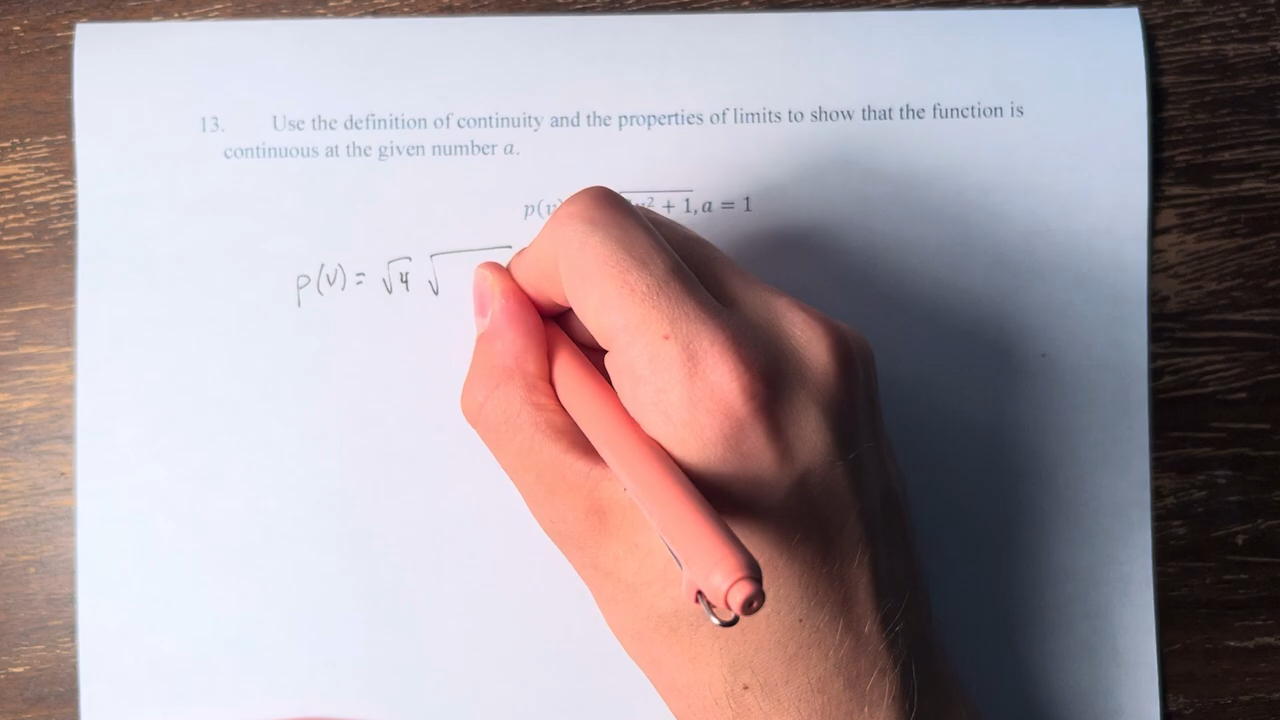 13. Use the definition of continuity and the properties of limits to show that the function is
continuous at the given number a.
p(v² + 1, a = 1
p(v) = √4 √